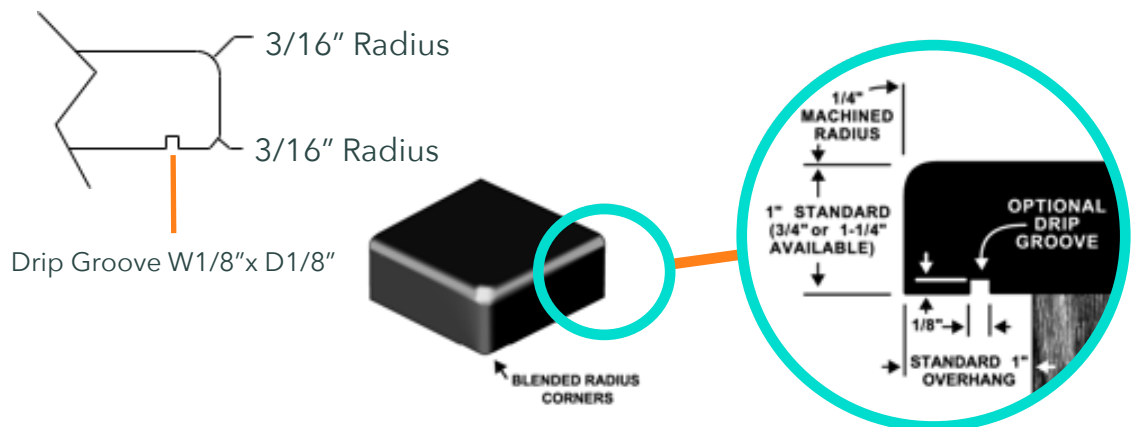 3/16” Radius
3/16” Radius
Drip Groove W1/8”x D1/8”
BLENDED RADIUS
CORNERS
1/4"
MACHINED
RADIUS
1" STANDARD
(3/4" or 1-1/4"
AVAILABLE)
OPTIONAL
DRIP
GROOVE
1/8"
STANDARD 1"
OVERHANG